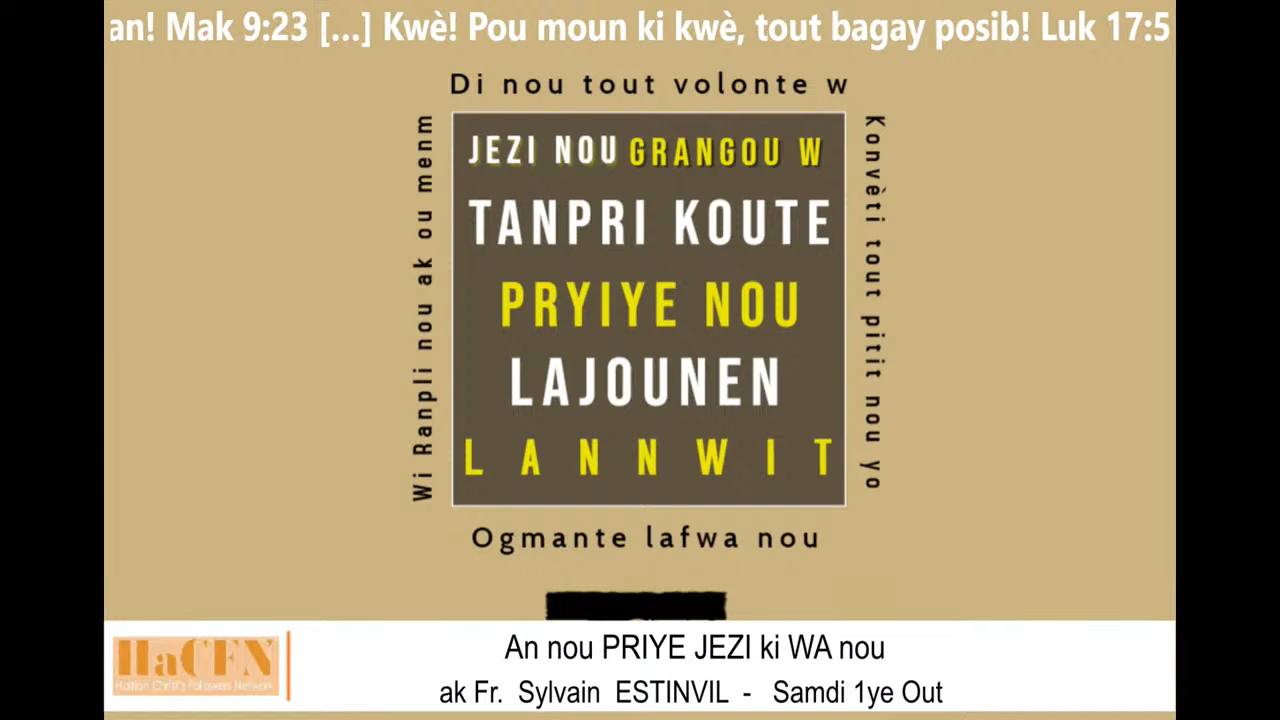 an! Mak 9:23 [...] Kwè! Pou moun ki kwè, tout bagay posib! Luk 17:5
Di nou tout volonte w
Wi Ranpli nou ak ou menm
JEZI NOU GRANGOU W
TANPRI KOUTE
PRYIYE NOU
LAJOUNEN
LANNWIT
Konvèti tout pitit nou yo
Ogmante lafwa nou
HaCFN
Haitian Christ's Followers Network
An nou PRIYE JEZI ki WA nou
ak Fr. Sylvain ESTINVIL - Samdi 1ye Out